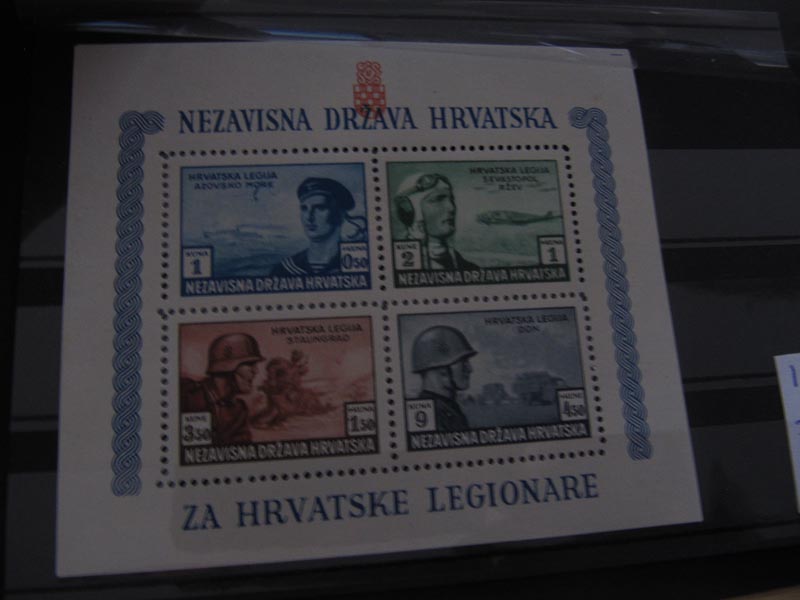 NEZAVISNA DRŽAVA HRVATSKA
HRVATSKA LEGIJA
AZOVSKO MORE
KUNA
1
KUNA
0.50
NEZAVISNA DRŽAVA HRVATSKA
HRVATSKA LEGIJA
SEVASTOPOL
RŽEV
KUNE
2
KUNA
1
NEZAVISNA DRŽAVA HRVATSKA
HRVATSKA LEGIJA
STALINGRAD
KUNE
3.50
KUNA
1.50
NEZAVISNA DRŽAVA HRVATSKA
HRVATSKA LEGIJA
DON
KUNA
9
KUNE
4.50
NEZAVISNA DRŽAVA HRVATSKA
ZA HRVATSKE LEGIONARE